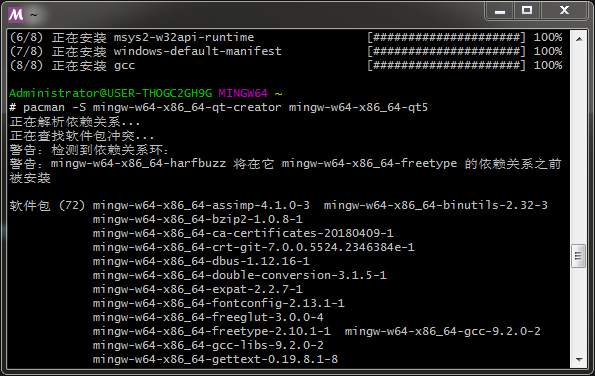 ~
(6/8) 正在安装 msys2-w32api-runtime [#####################] 100%
(7/8) 正在安装 windows-default-manifest [#####################] 100%
(8/8) 正在安装 gcc [#####################] 100%
Administrator@USER-THOGC2GH9G MINGW64 ~
# pacman -S mingw-w64-x86_64-qt-creator mingw-w64-x86_64-qt5
正在解析依赖关系...
正在查找软件包冲突...
警告：检测到依赖关系环：
警告：mingw-w64-x86_64-harfbuzz 将在它 mingw-w64-x86_64-freetype 的依赖关系之前
被安装
软件包 (72) mingw-w64-x86_64-assimp-4.1.0-3 mingw-w64-x86_64-binutils-2.32-3
mingw-w64-x86_64-bzip2-1.0.8-1
mingw-w64-x86_64-ca-certificates-20180409-1
mingw-w64-x86_64-crt-git-7.0.0.5524.2346384e-1
mingw-w64-x86_64-dbus-1.12.16-1
mingw-w64-x86_64-double-conversion-3.1.5-1
mingw-w64-x86_64-expat-2.2.7-1
mingw-w64-x86_64-fontconfig-2.13.1-1
mingw-w64-x86_64-freeglut-3.0.0-4
mingw-w64-x86_64-freetype-2.10.1-1 mingw-w64-x86_64-gcc-9.2.0-2
mingw-w64-x86_64-gcc-libs-9.2.0-2
mingw-w64-x86_64-gettext-0.19.8.1-8